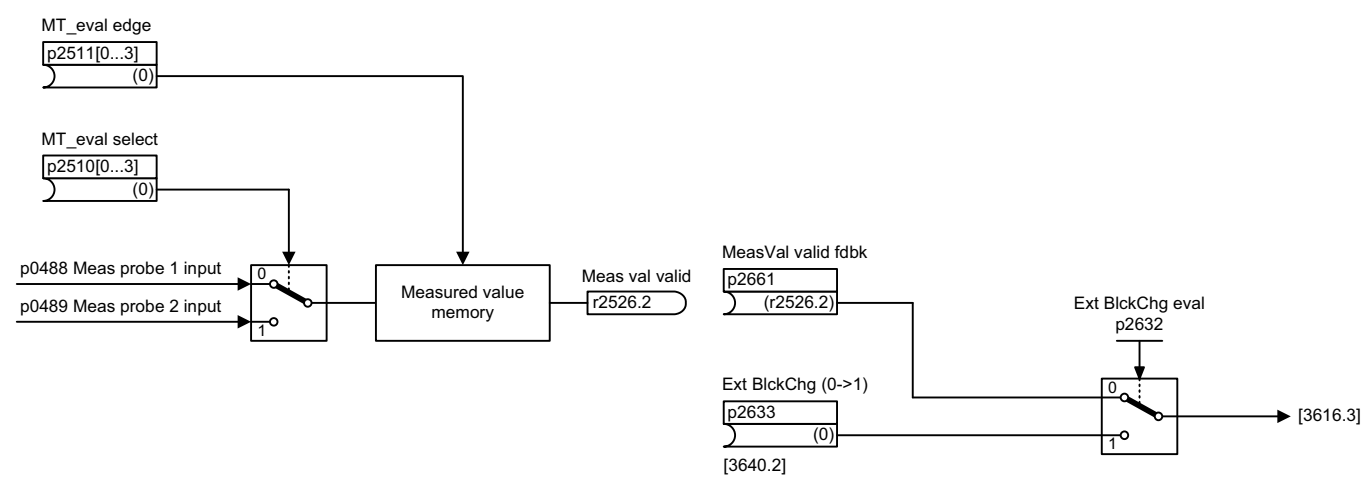 MT_eval edge
p2511[0...3]
(0)
MT_eval select
p2510[0...3]
(0)
p0488 Meas probe 1 input
p0489 Meas probe 2 input
0
1
Measured value
memory
Meas val valid
r2526.2
MeasVal valid fdbk
p2661
(r2526.2)
Ext BlckChg (0->1)
p2633
(0)
[3640.2]
Ext BlckChg eval
p2632
0
1
[3616.3]